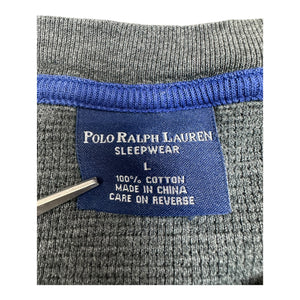 POLO RALPH LAUREN
SLEEPWEAR
L
100% COTTON
MADE IN CHINA
CARE ON REVERSE